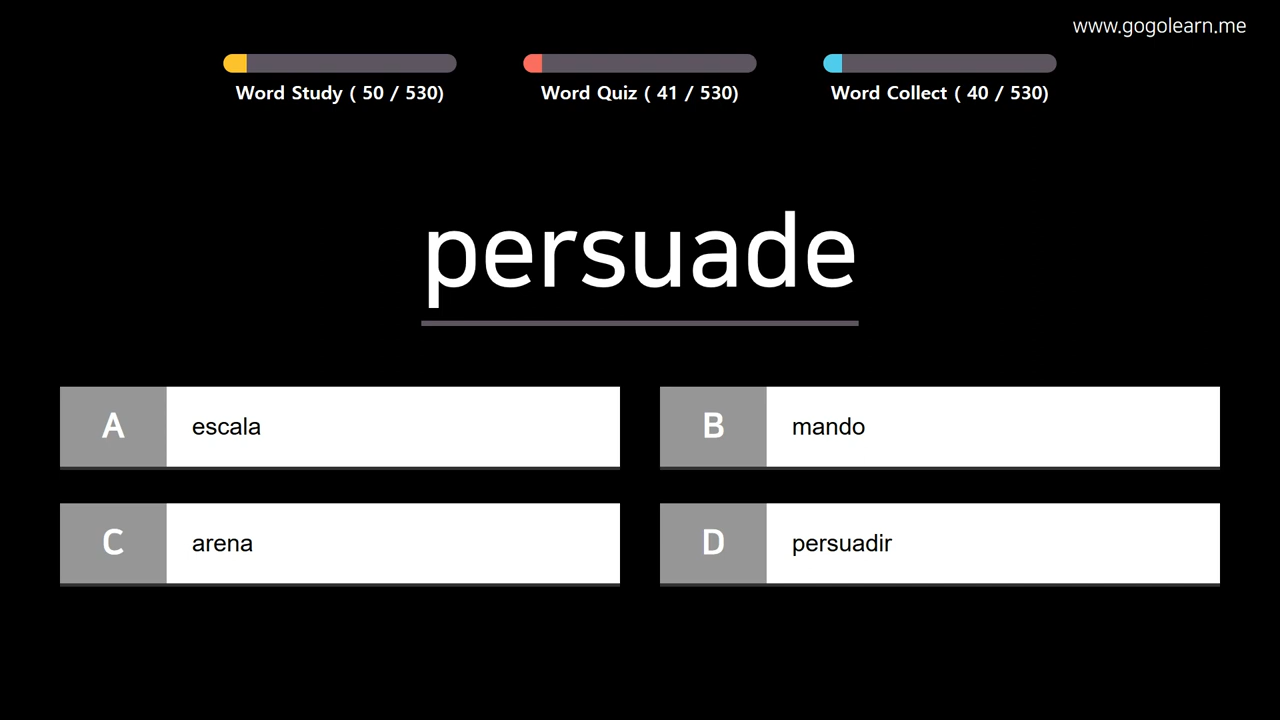 www.gogolearn.me
Word Study ( 50 / 530)
Word Quiz ( 41 / 530)
Word Collect ( 40 / 530)
persuade
A escala
B mando
C arena
D persuadir